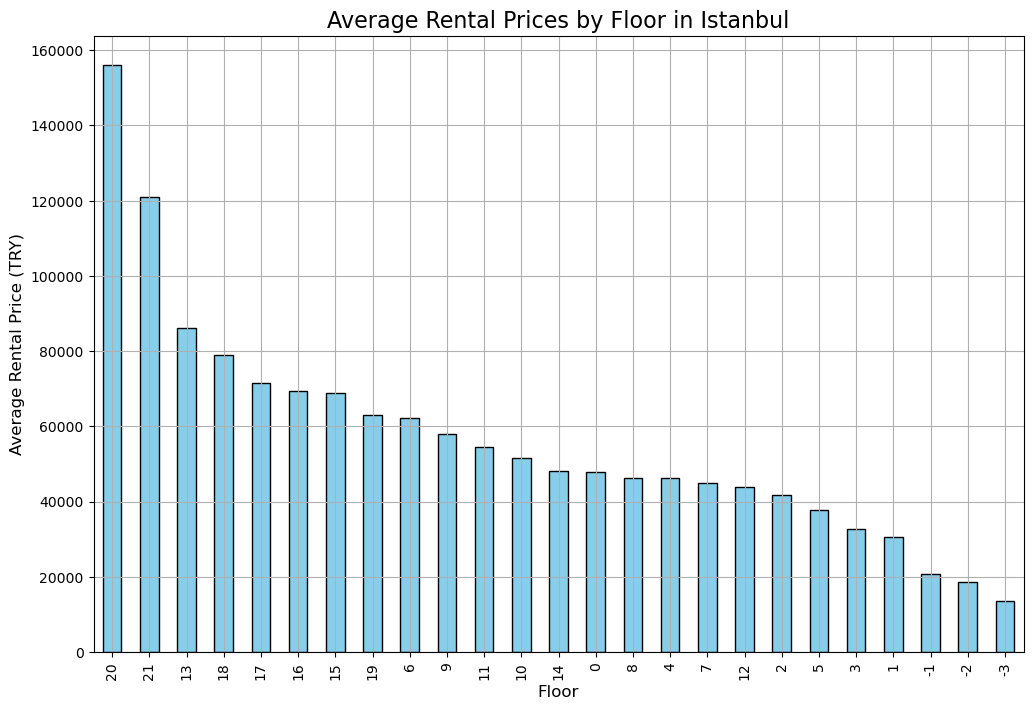 Average Rental Prices by Floor in Istanbul
Average Rental Price (TRY)
160000
140000
120000
100000
80000
60000
40000
20000
0
20 21 13 18 17 16 15 19 6 9 11 10 14 0 8 4 7 12 2 5 3 1 -1 -2 -3
Floor